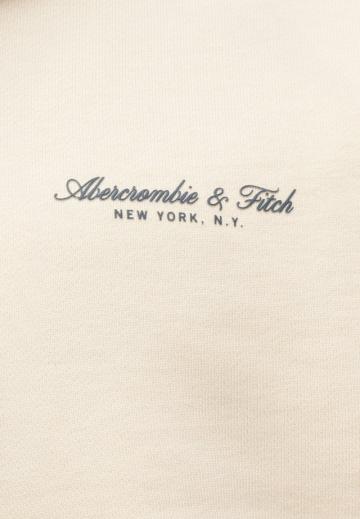 Abercrombie & Fitch
NEW YORK, N.Y.